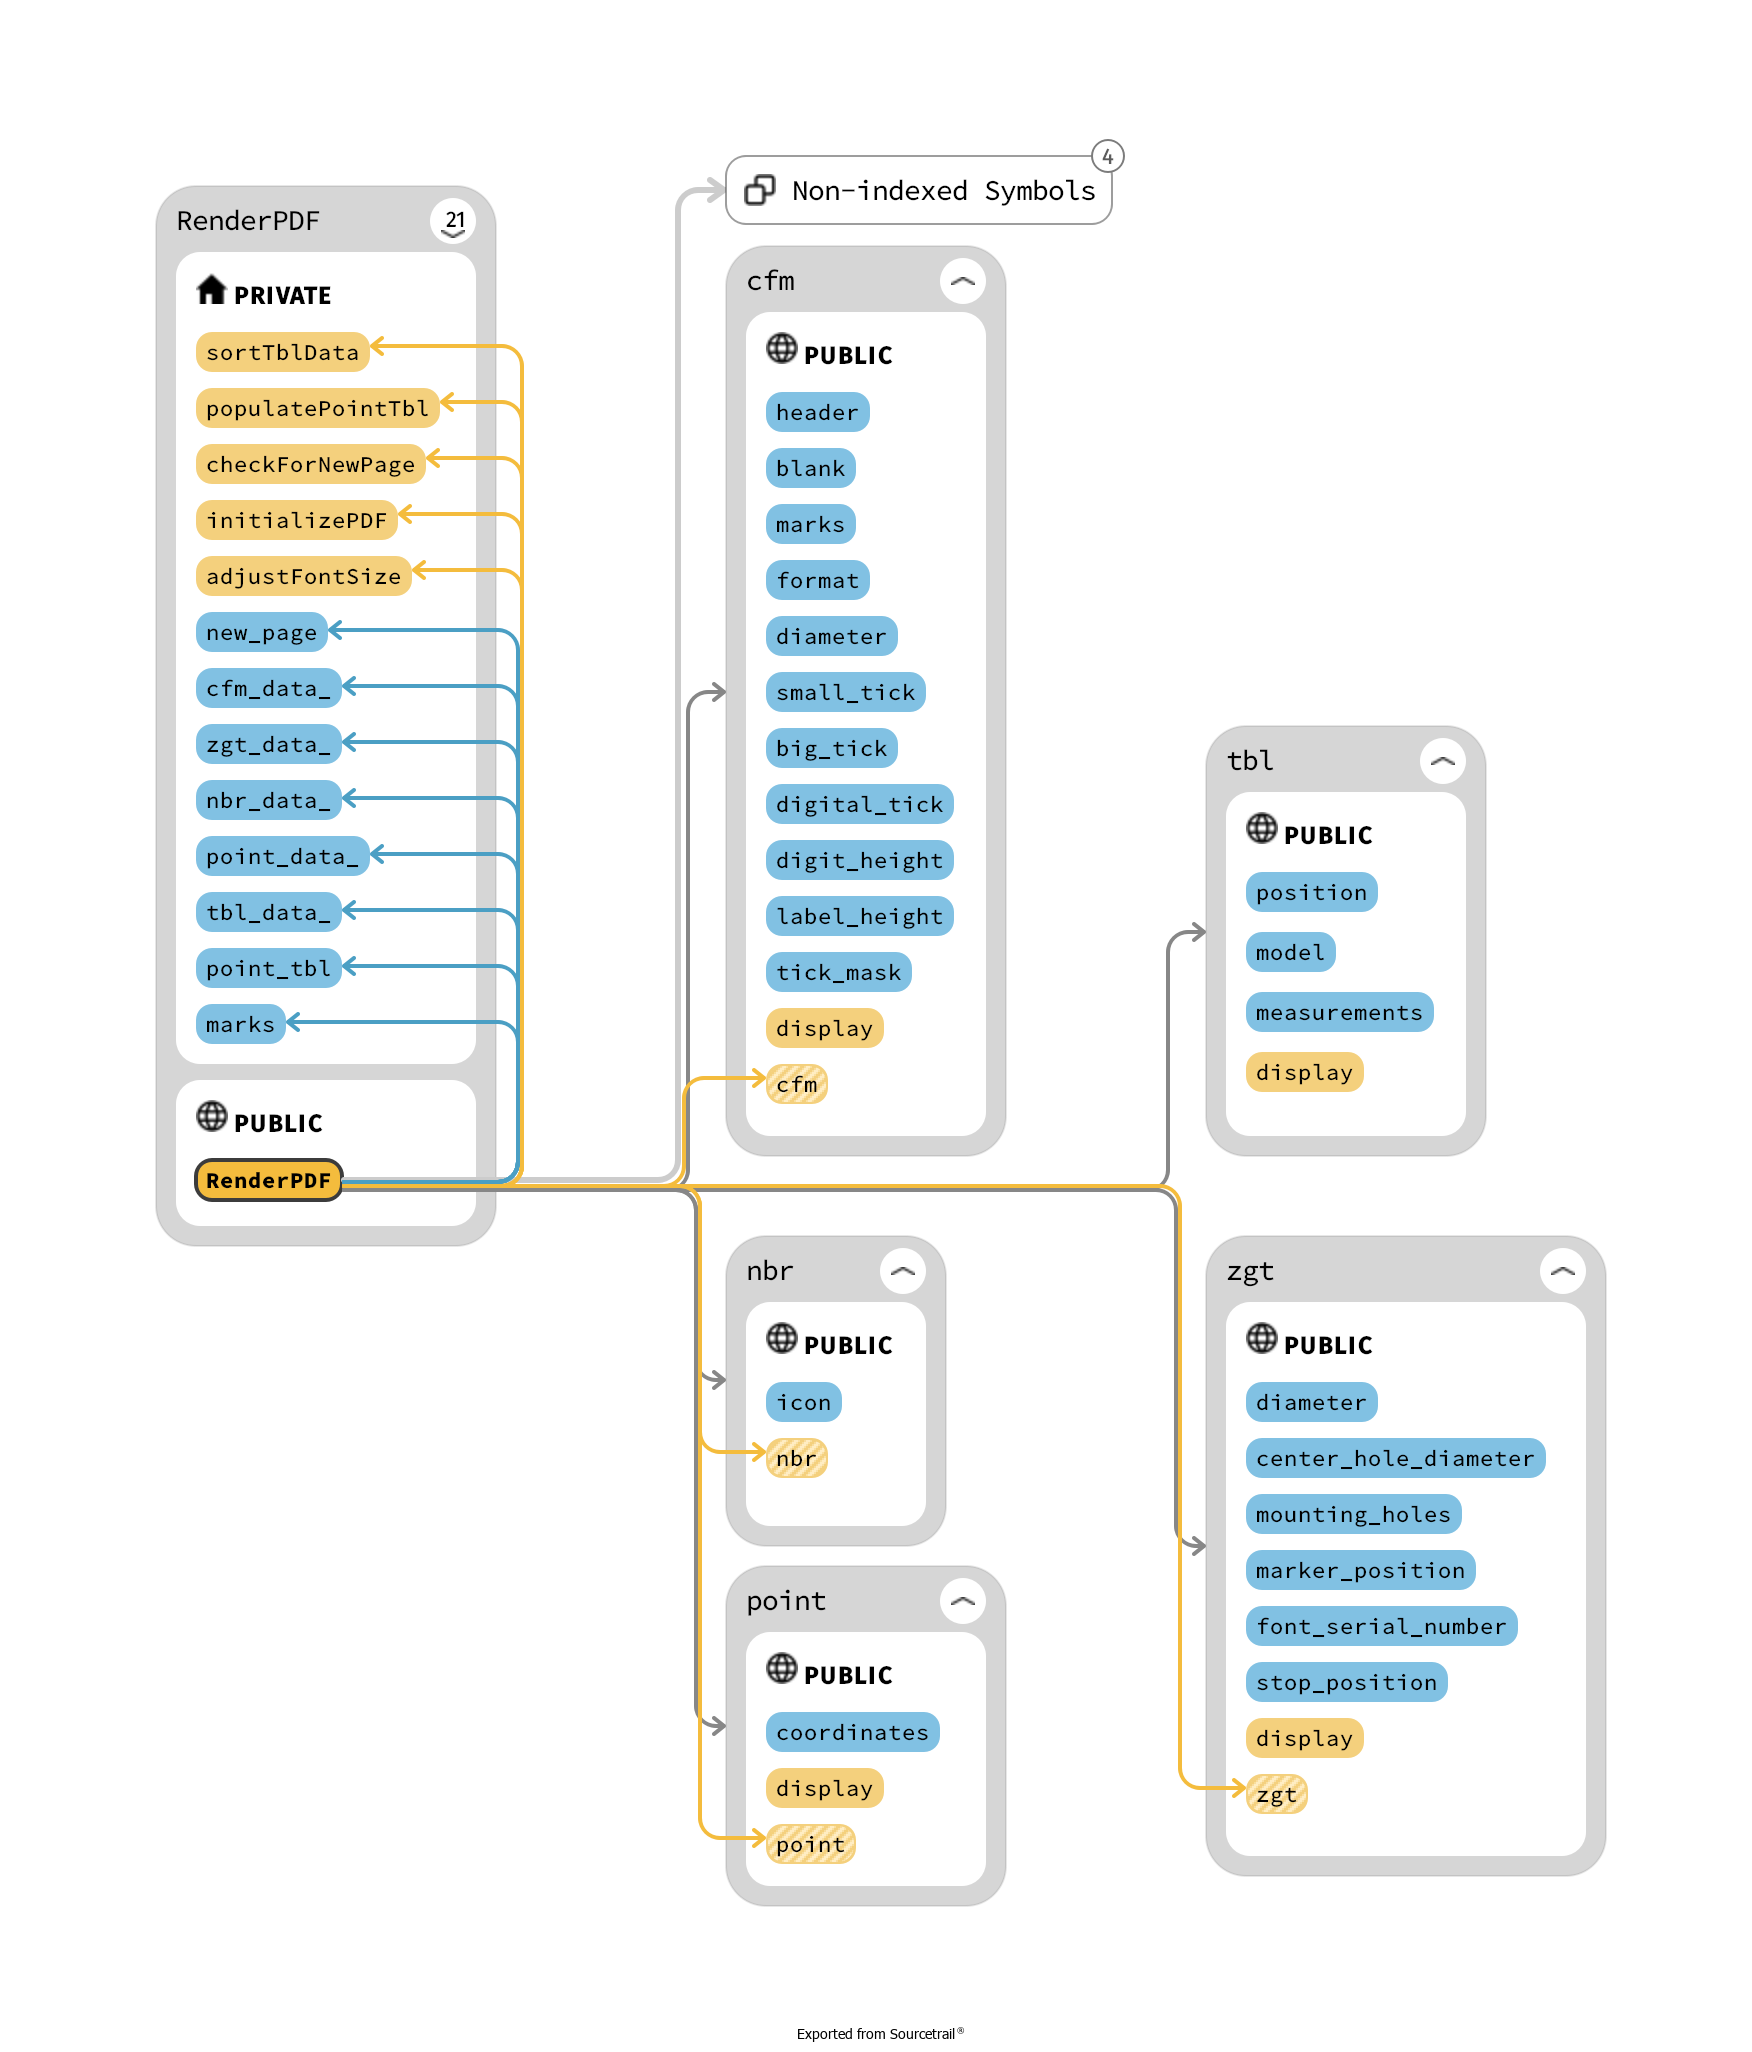 RenderPDF
21
PRIVATE
sortTblData
populatePointTbl
checkForNewPage
initializePDF
adjustFontSize
new_page
cfm_data_
zgt_data_
nbr_data_
point_data_
tbl_data_
point_tbl
marks
PUBLIC
RenderPDF
4
Non-indexed Symbols
cfm
PUBLIC
header
blank
marks
format
diameter
small_tick
big_tick
digital_tick
digit_height
label_height
tick_mask
display
cfm
nbr
PUBLIC
icon
nbr
point
PUBLIC
coordinates
display
point
tbl
PUBLIC
position
model
measurements
display
zgt
PUBLIC
diameter
center_hole_diameter
mounting_holes
marker_position
font_serial_number
stop_position
display
zgt
Exported from Sourcetrail®